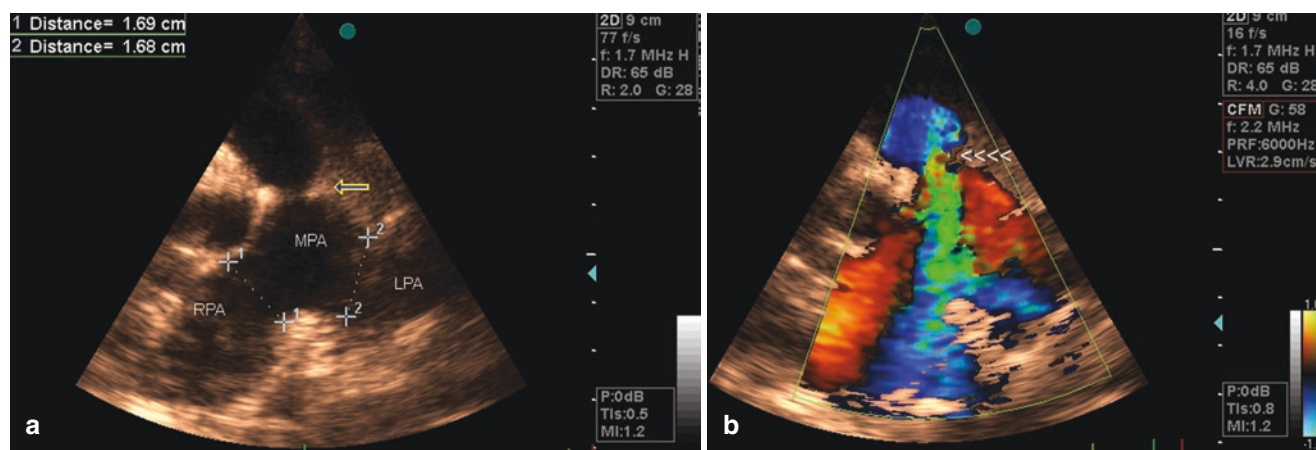 1 Distance= 1.69 cm
2 Distance= 1.68 cm
2D 9 cm
77 f/s
f: 1.7 MHz H
DR: 65 dB
R: 2.0 G: 28
MPA
LPA
RPA
1
2
1
2
P:0dB
TIs:0.5
MI:1.2
a
2D 9 cm
16 f/s
f: 1.7 MHz H
DR: 65 dB
R: 4.0 G: 28
CFM G: 58
f: 2.2 MHz
PRF:6000Hz
LVR:2.9cm/s
<<<<
P:0dB
TIs:0.8
MI:1.2
b